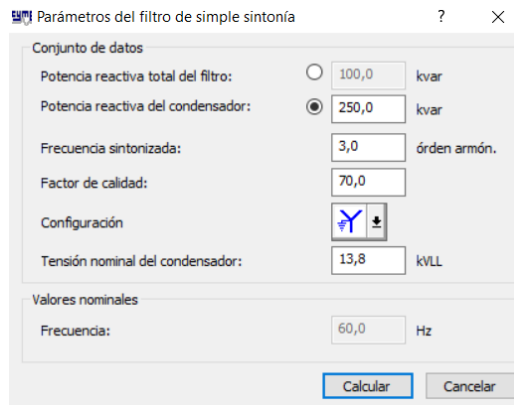 Parámetros del filtro de simple sintonía ? ×
Conjunto de datos
Potencia reactiva total del filtro: 100,0 kvar
Potencia reactiva del condensador: 250,0 kvar
Frecuencia sintonizada: 3,0 órden armón.
Factor de calidad: 70,0
Configuración
Tensión nominal del condensador: 13,8 kVLL
Valores nominales
Frecuencia: 60,0 Hz
Calcular Cancelar